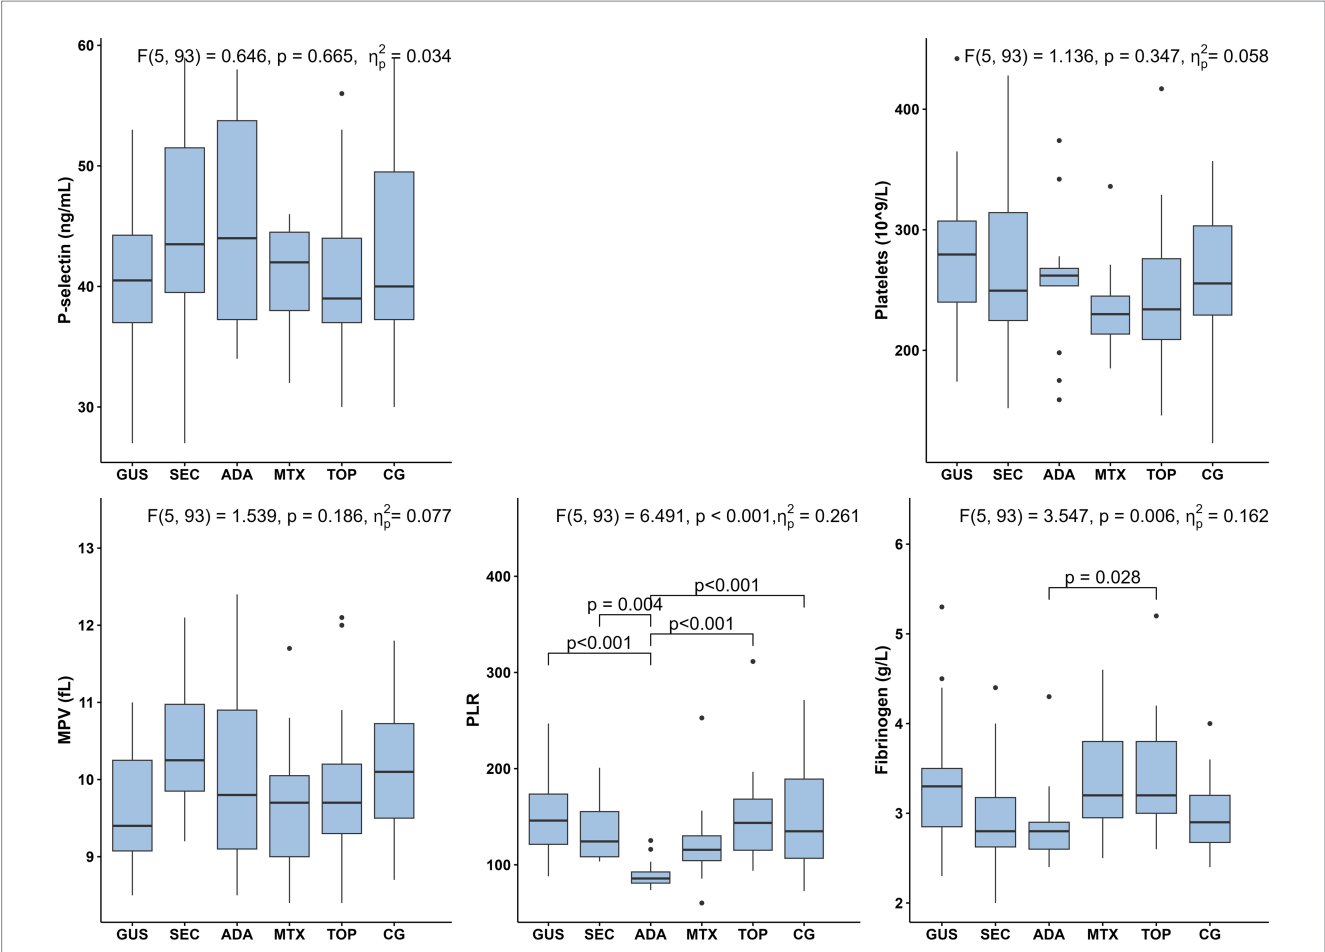 F(5, 93) = 0.646, p = 0.665, η²ₚ = 0.034
P-selectin (ng/mL)
60
50
40
30
GUS SEC ADA MTX TOP CG
F(5, 93) = 1.136, p = 0.347, η²ₚ= 0.058
Platelets (10^9/L)
400
300
200
GUS SEC ADA MTX TOP CG
F(5, 93) = 1.539, p = 0.186, η²ₚ= 0.077
MPV (fL)
13
12
11
10
9
GUS SEC ADA MTX TOP CG
F(5, 93) = 6.491, p < 0.001,η²ₚ = 0.261
PLR
400
300
200
100
p<0.001
p = 0.004
p<0.001
p<0.001
GUS SEC ADA MTX TOP CG
F(5, 93) = 3.547, p = 0.006, η²ₚ = 0.162
Fibrinogen (g/L)
6
5
4
3
2
p = 0.028
GUS SEC ADA MTX TOP CG